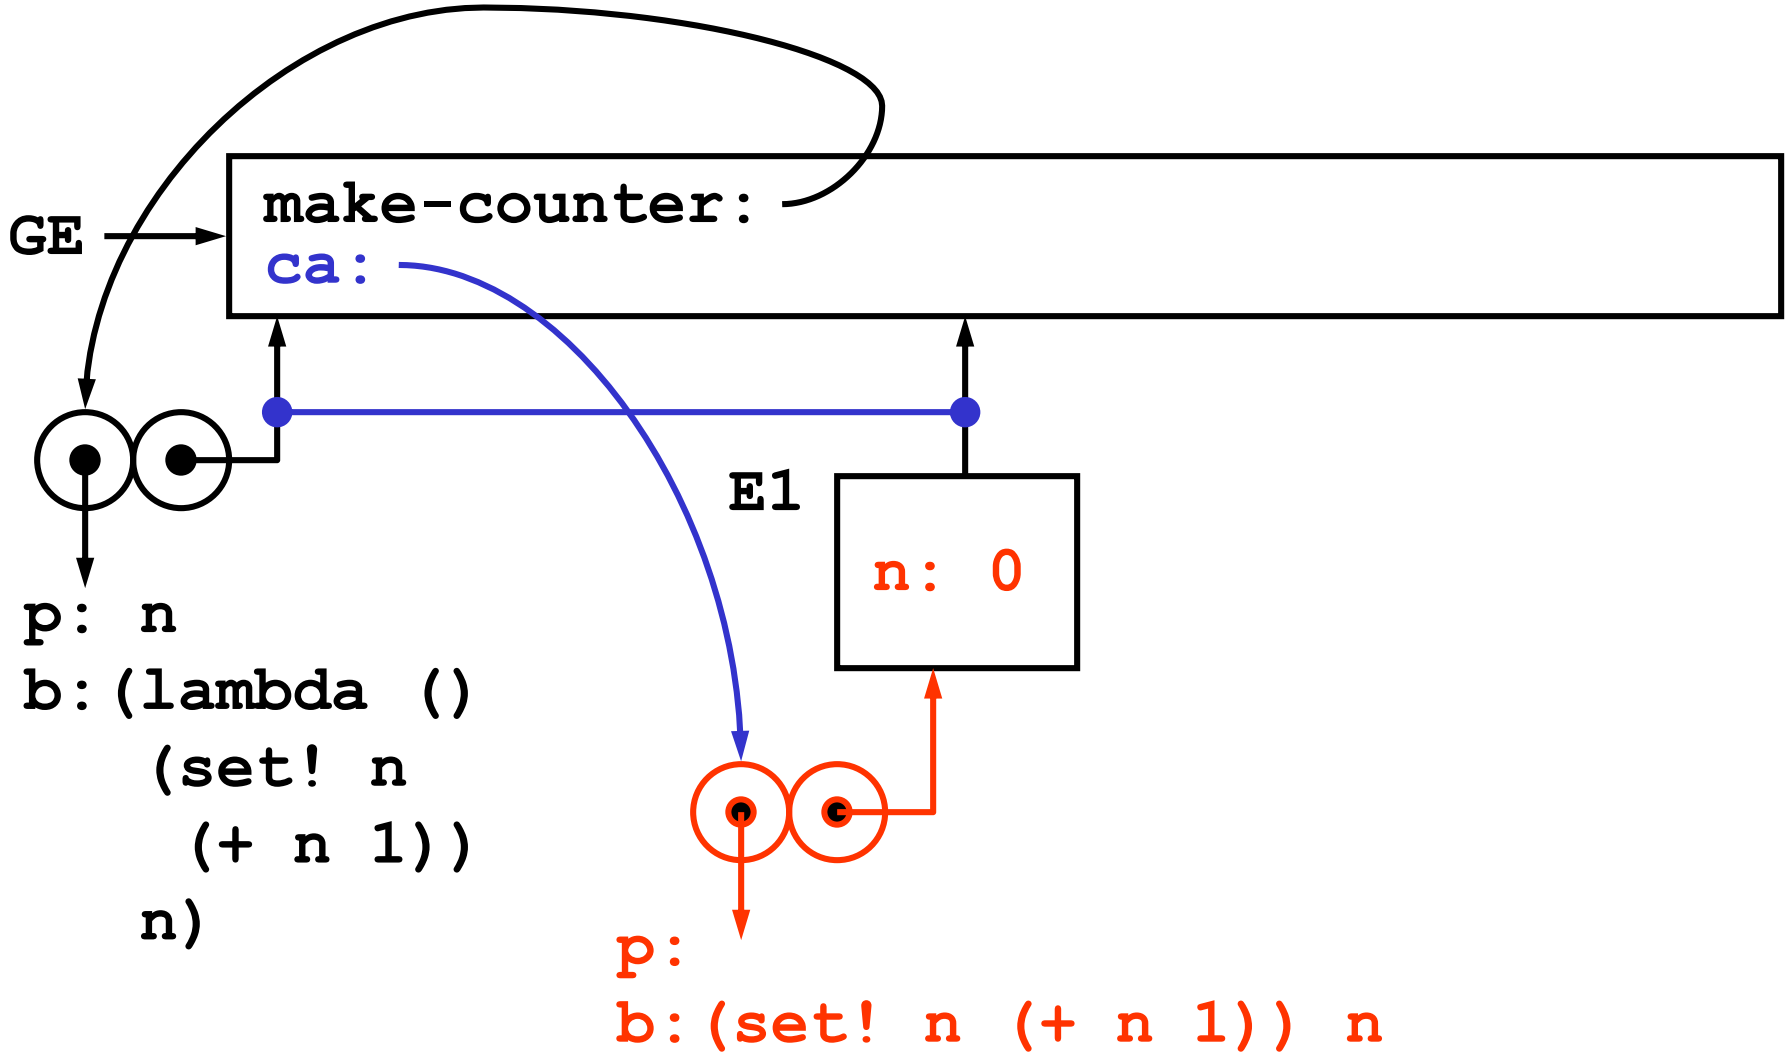 make-counter:
GE
ca:
E1
n: 0
p: n
b:(lambda ()
(set! n
(+ n 1))
n)
p:
b:(set! n (+ n 1)) n